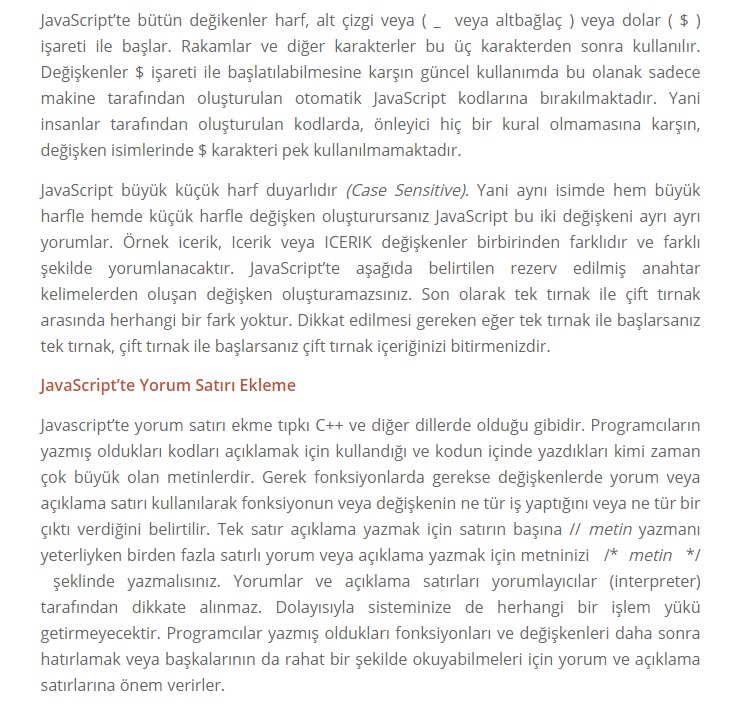 JavaScript’te bütün değikenler harf, alt çizgi veya ( _ veya altbağlaç ) veya dolar ( $ )
işareti ile başlar. Rakamlar ve diğer karakterler bu üç karakterden sonra kullanılır.
Değişkenler $ işareti ile başlatılabilmesine karşın güncel kullanımda bu olanak sadece
makine tarafından oluşturulan otomatik JavaScript kodlarına bırakılmaktadır. Yani
insanlar tarafından oluşturulan kodlarda, önleyici hiç bir kural olmamasına karşın,
değişken isimlerinde $ karakteri pek kullanılmamaktadır.
JavaScript büyük küçük harf duyarlıdır (Case Sensitive). Yani aynı isimde hem büyük
harfle hemde küçük harfle değişken oluşturursanız JavaScript bu iki değişkeni ayrı ayrı
yorumlar. Örnek icerik, Icerik veya ICERIK değişkenler birbirinden farklıdır ve farklı
şekilde yorumlanacaktır. JavaScript’te aşağıda belirtilen rezerv edilmiş anahtar
kelimelerden oluşan değişken oluşturamazsınız. Son olarak tek tırnak ile çift tırnak
arasında herhangi bir fark yoktur. Dikkat edilmesi gereken eğer tek tırnak ile başlarsanız
tek tırnak, çift tırnak ile başlarsanız çift tırnak içeriğinizi bitirmenizdir.
JavaScript’te Yorum Satırı Ekleme
Javascript’te yorum satırı ekme tıpkı C++ ve diğer dillerde olduğu gibidir. Programcıların
yazmış oldukları kodları açıklamak için kullandığı ve kodun içinde yazdıkları kimi zaman
çok büyük olan metinlerdir. Gerek fonksiyonlarda gerekse değişkenlerde yorum veya
açıklama satırı kullanılarak fonksiyonun veya değişkenin ne tür iş yaptığını veya ne tür bir
çıktı verdiğini belirtilir. Tek satır açıklama yazmak için satırın başına // metin yazmanı
yeterliyken birden fazla satırlı yorum veya açıklama yazmak için metninizi /* metin */
şeklinde yazmalısınız. Yorumlar ve açıklama satırları yorumlayıcılar (interpreter)
tarafından dikkate alınmaz. Dolayısıyla sisteminize de herhangi bir işlem yükü
getirmeyecektir. Programcılar yazmış oldukları fonksiyonları ve değişkenleri daha sonra
hatırlamak veya başkalarının da rahat bir şekilde okuyabilmeleri için yorum ve açıklama
satırlarına önem verirler.